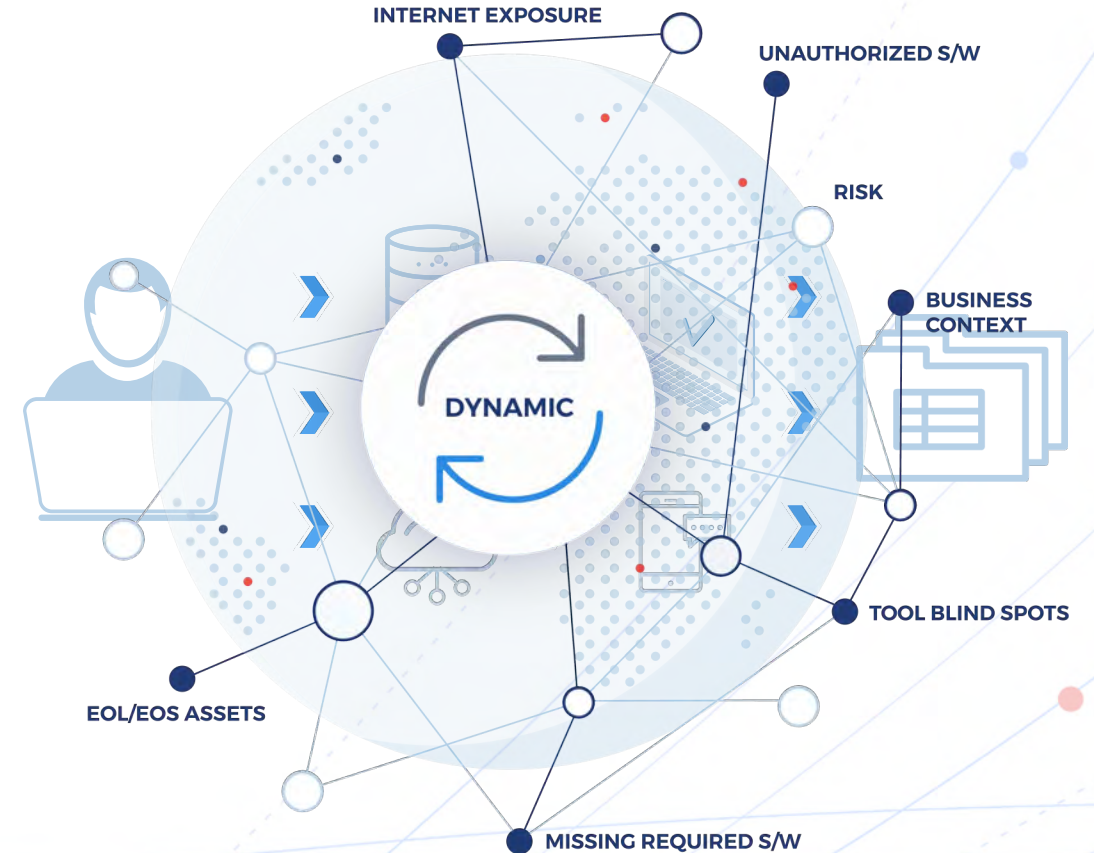 INTERNET EXPOSURE
UNAUTHORIZED S/W
RISK
BUSINESS
CONTEXT
DYNAMIC
TOOL BLIND SPOTS
EOL/EOS ASSETS
MISSING REQUIRED S/W